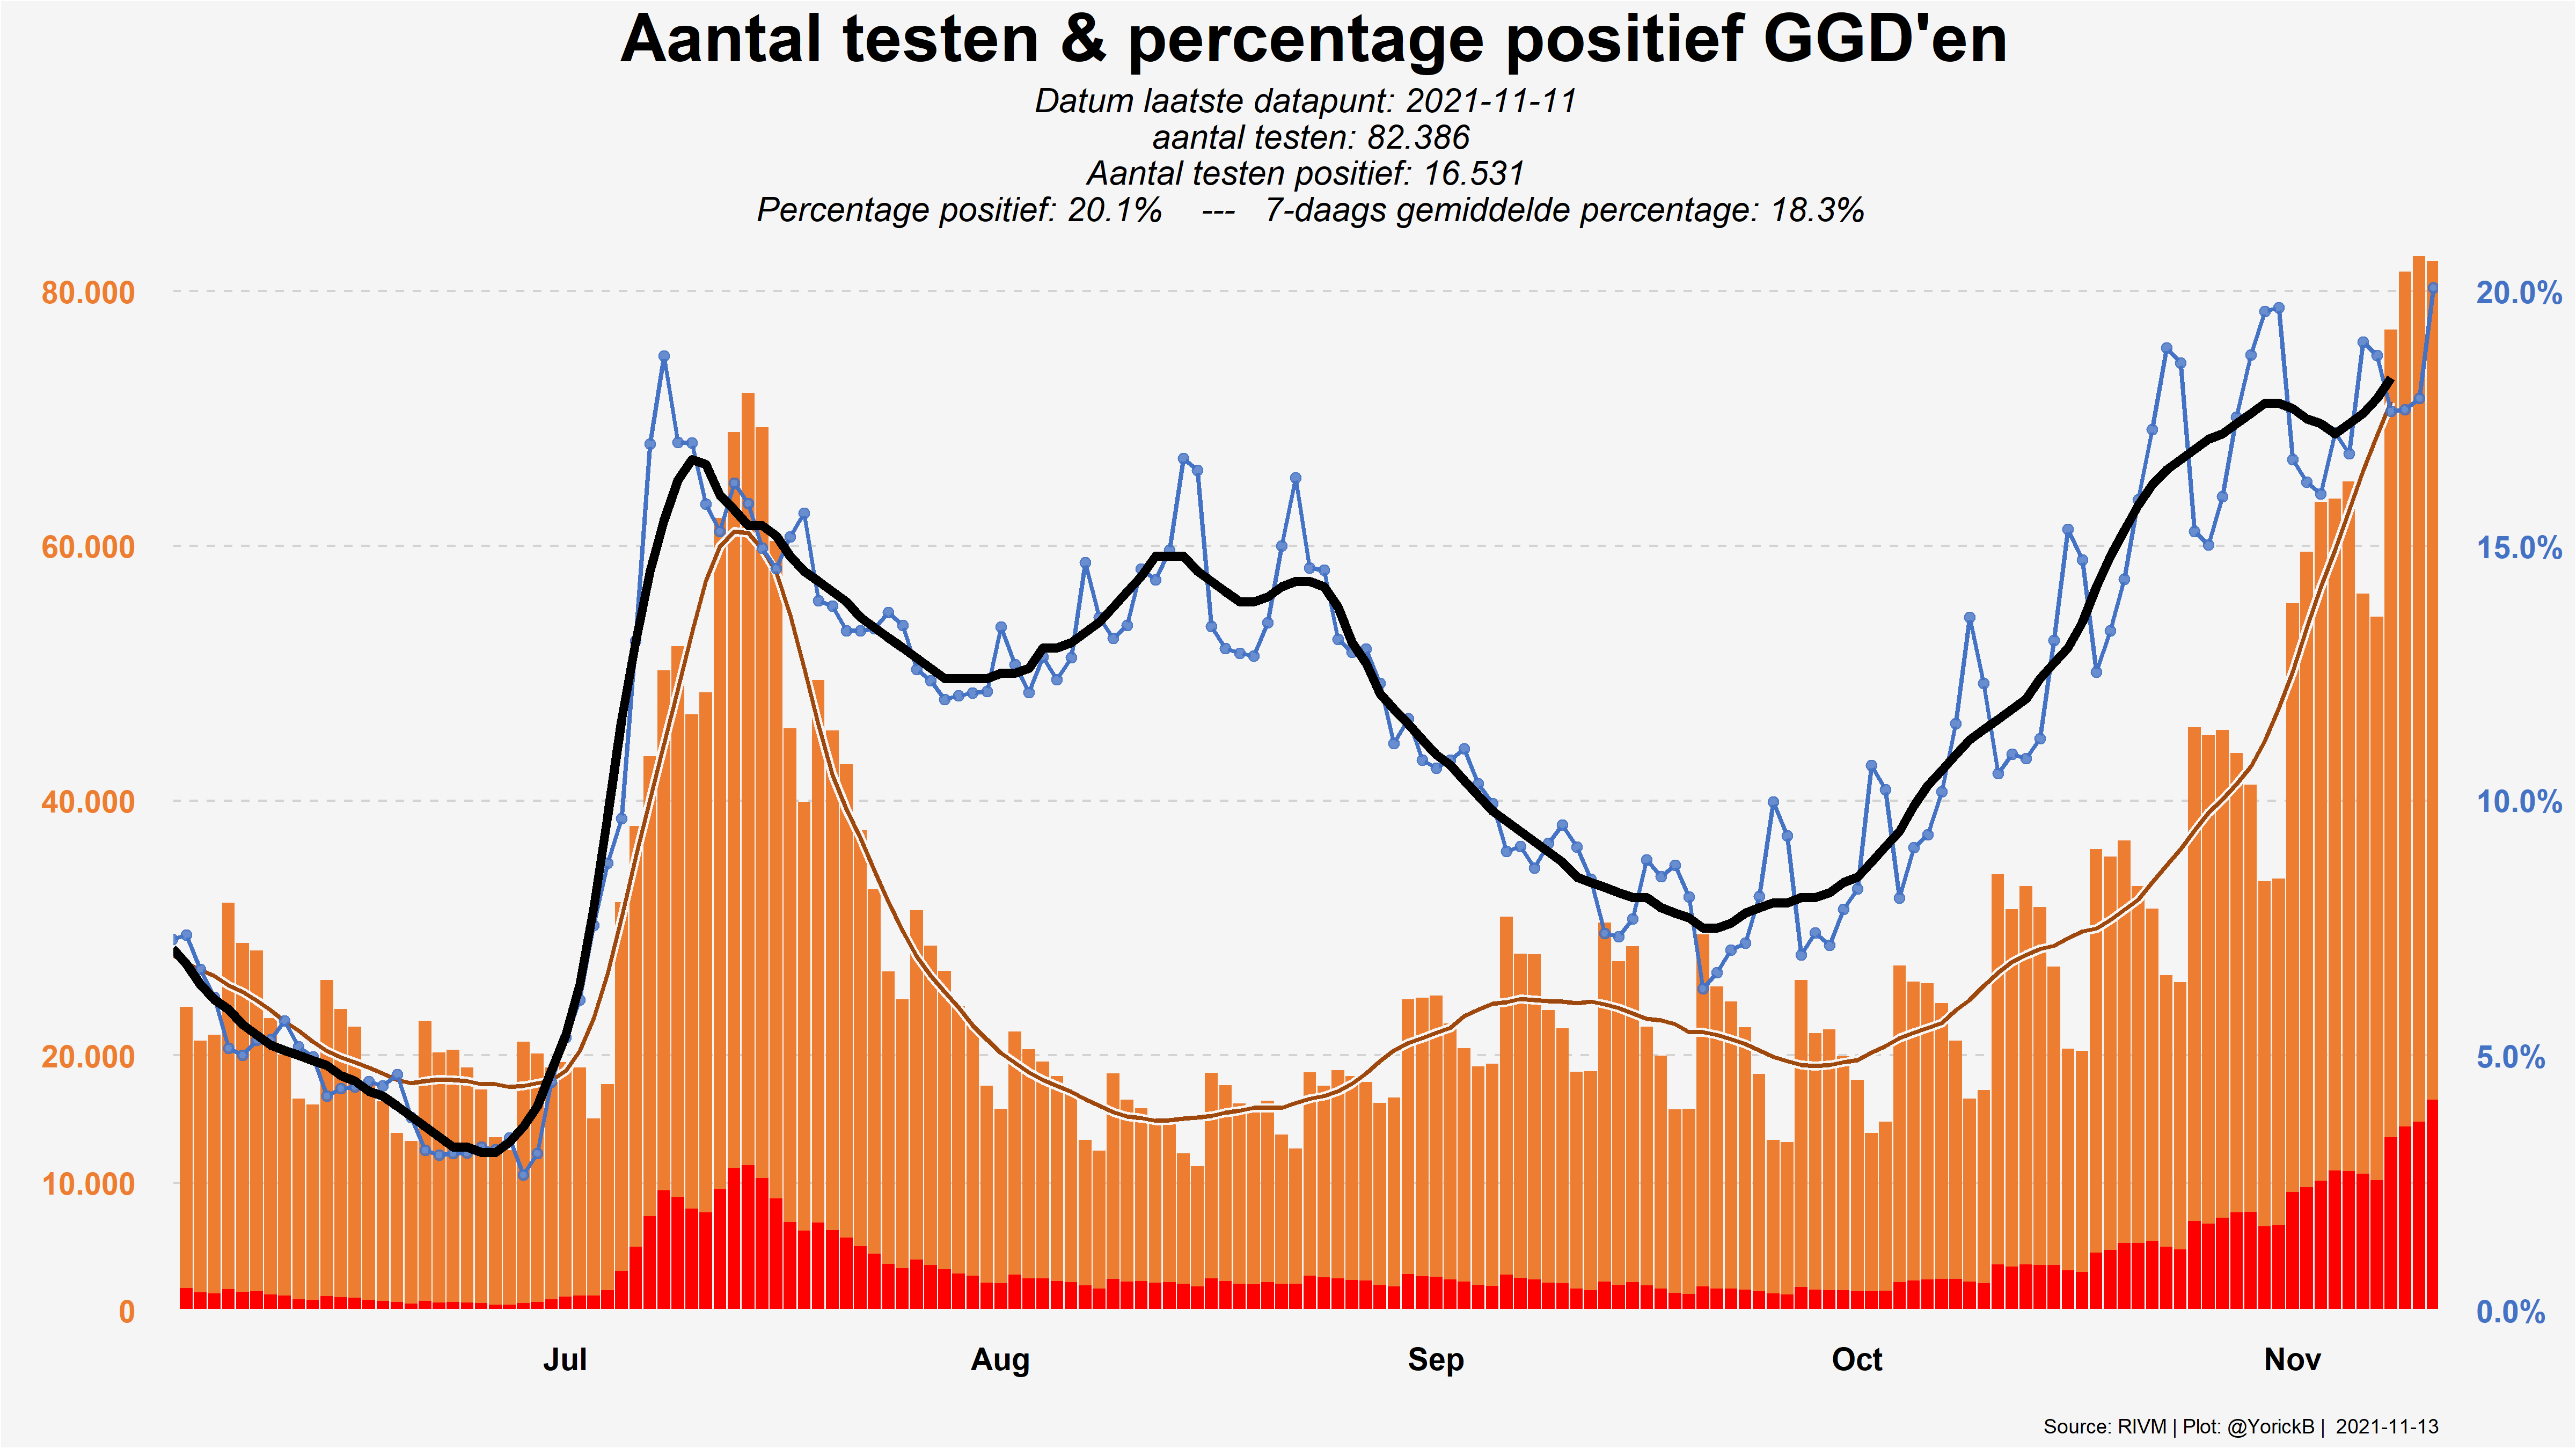 Aantal testen & percentage positief GGD'en
Datum laatste datapunt: 2021-11-11
aantal testen: 82.386
Aantal testen positief: 16.531
Percentage positief: 20.1%    ---   7-daags gemiddelde percentage: 18.3%
80.000
60.000
40.000
20.000
10.000
0
20.0%
15.0%
10.0%
5.0%
0.0%
Jul Aug Sep Oct Nov
Source: RIVM | Plot: @YorickB |  2021-11-13